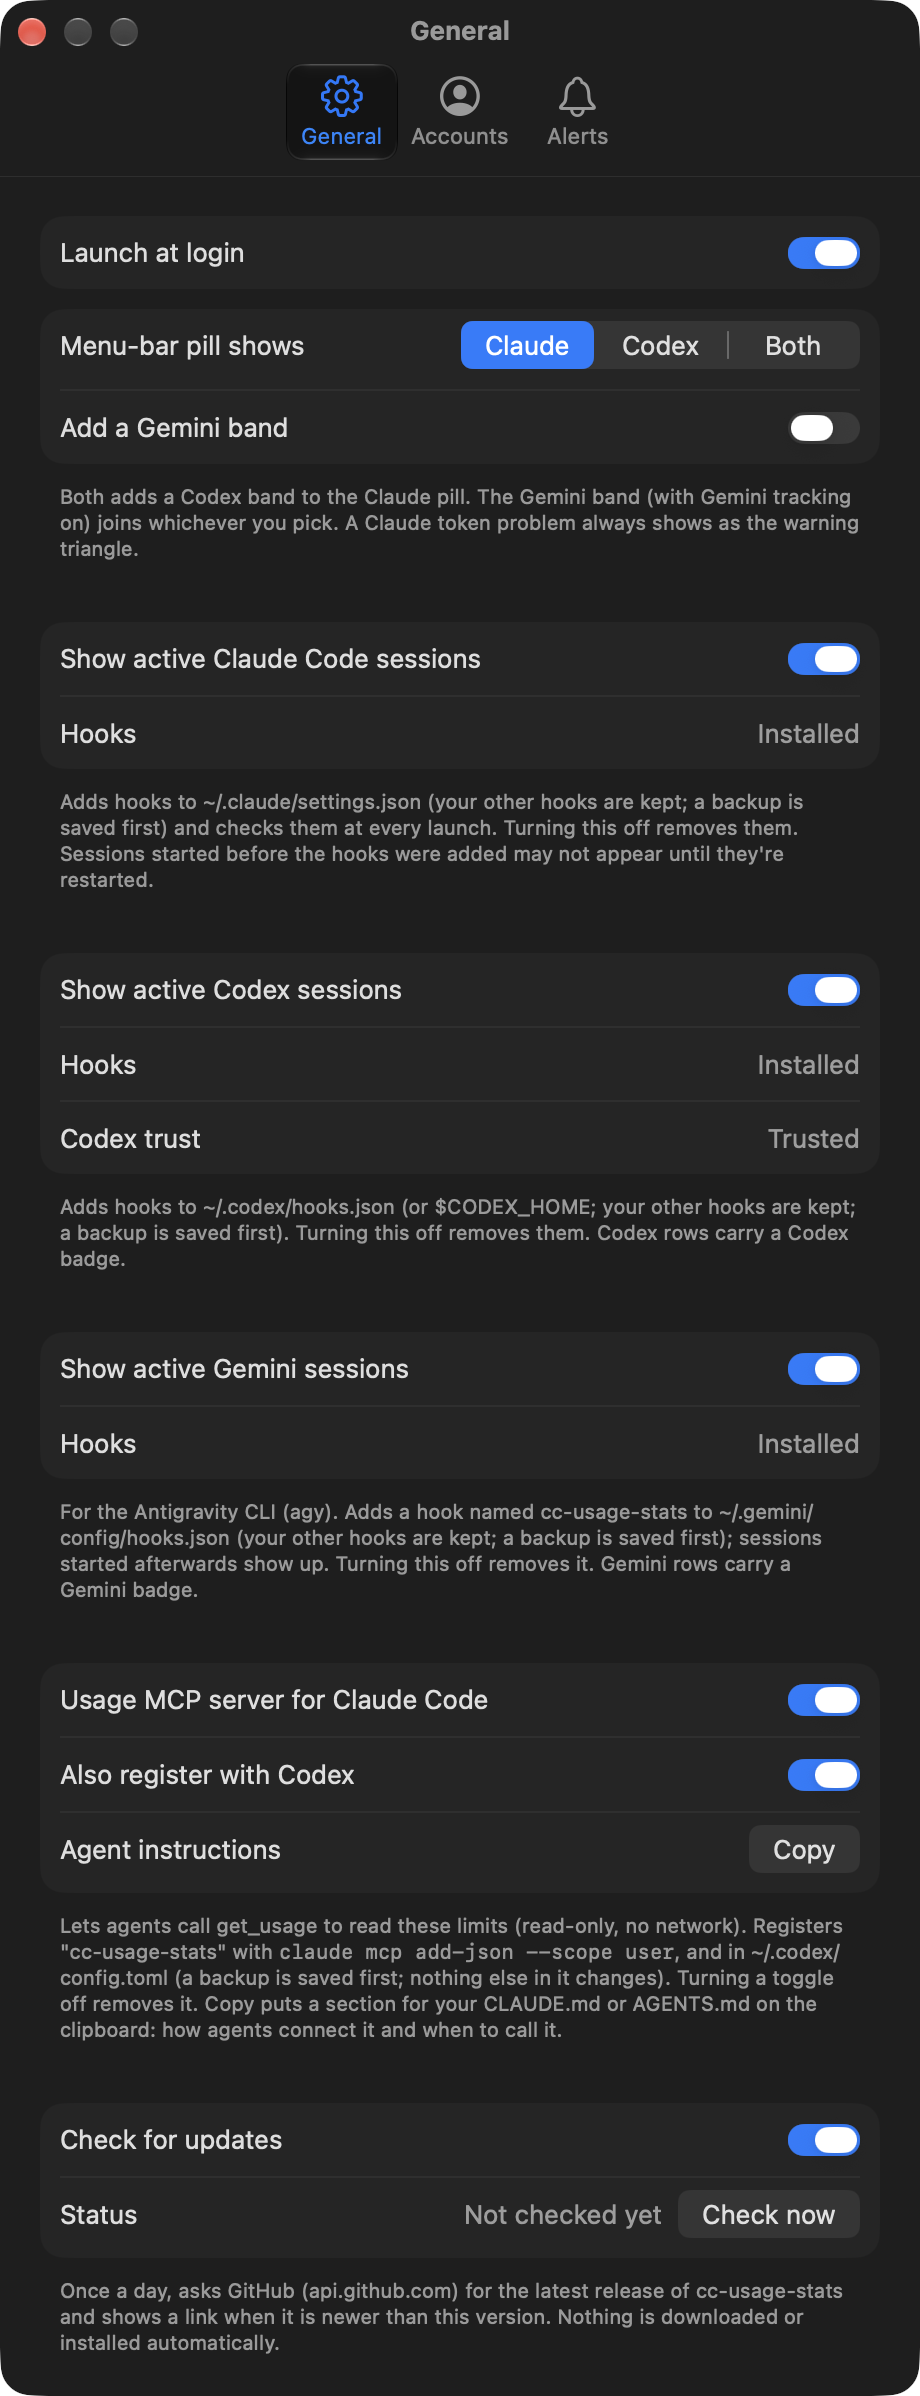 General
General
Accounts
Alerts
Launch at login
Menu-bar pill shows
Claude
Codex
Both
Add a Gemini band
Both adds a Codex band to the Claude pill. The Gemini band (with Gemini tracking
on) joins whichever you pick. A Claude token problem always shows as the warning
triangle.
Show active Claude Code sessions
Hooks
Installed
Adds hooks to ~/.claude/settings.json (your other hooks are kept; a backup is
saved first) and checks them at every launch. Turning this off removes them.
Sessions started before the hooks were added may not appear until they're
restarted.
Show active Codex sessions
Hooks
Installed
Codex trust
Trusted
Adds hooks to ~/.codex/hooks.json (or $CODEX_HOME; your other hooks are kept;
a backup is saved first). Turning this off removes them. Codex rows carry a Codex
badge.
Show active Gemini sessions
Hooks
Installed
For the Antigravity CLI (agy). Adds a hook named cc-usage-stats to ~/.gemini/
config/hooks.json (your other hooks are kept; a backup is saved first); sessions
started afterwards show up. Turning this off removes it. Gemini rows carry a
Gemini badge.
Usage MCP server for Claude Code
Also register with Codex
Agent instructions
Copy
Lets agents call get_usage to read these limits (read-only, no network). Registers
"cc-usage-stats" with claude mcp add-json --scope user, and in ~/.codex/
config.toml (a backup is saved first; nothing else in it changes). Turning a toggle
off removes it. Copy puts a section for your CLAUDE.md or AGENTS.md on the
clipboard: how agents connect it and when to call it.
Check for updates
Status
Not checked yet
Check now
Once a day, asks GitHub (api.github.com) for the latest release of cc-usage-stats
and shows a link when it is newer than this version. Nothing is downloaded or
installed automatically.